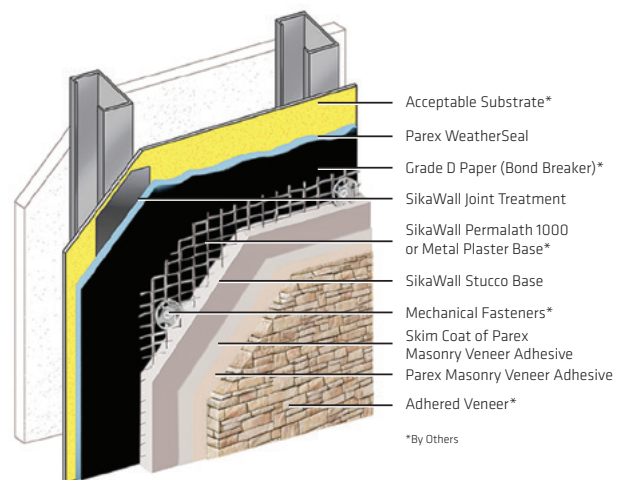 Acceptable Substrate*
Parex WeatherSeal
Grade D Paper (Bond Breaker)*
SikaWall Joint Treatment
SikaWall Permalath 1000
or Metal Plaster Base*
SikaWall Stucco Base
Mechanical Fasteners*
Skim Coat of Parex
Masonry Veneer Adhesive
Parex Masonry Veneer Adhesive
Adhered Veneer*
*By Others